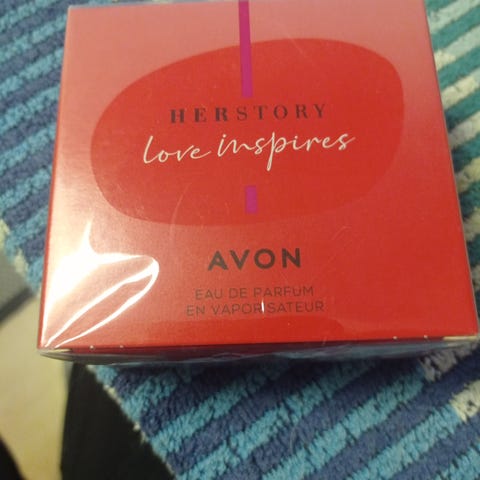 HERSTORY
love inspires
AVON
EAU DE PARFUM
EN VAPORISATEUR